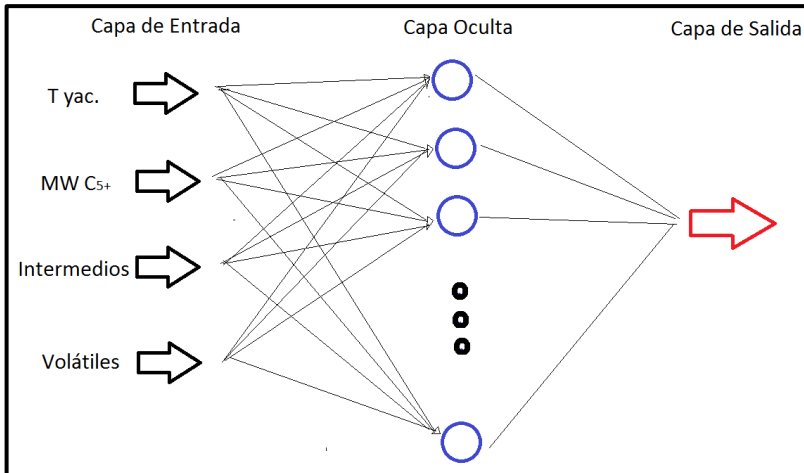 Capa de Entrada
Capa Oculta
Capa de Salida
T yac.
MW C5+
Intermedios
Volátiles